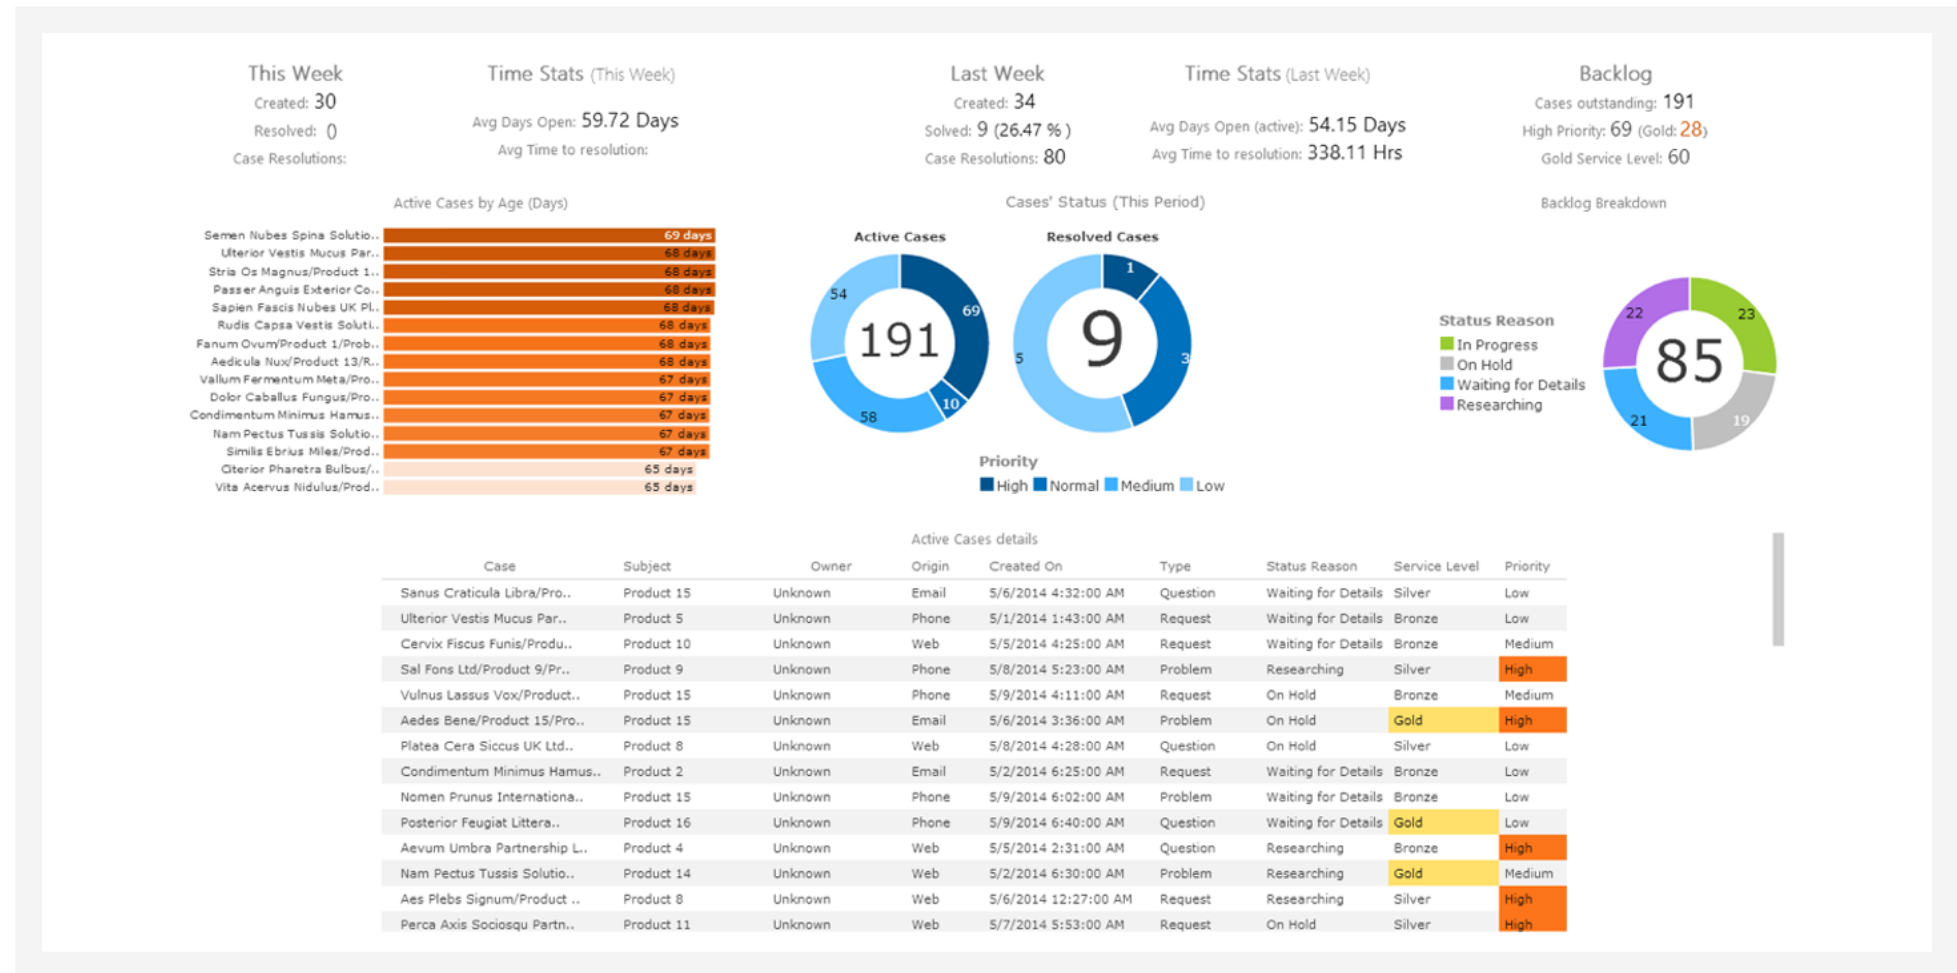 This Week
Created: 30
Resolved: ()
Case Resolutions:
Time Stats (This Week)
Avg Days Open: 59.72 Days
Avg Time to resolution:
Last Week
Created: 34
Solved: 9 (26.47 % )
Case Resolutions: 80
Time Stats (Last Week)
Avg Days Open (active): 54.15 Days
Avg Time to resolution: 338.11 Hrs
Backlog
Cases outstanding: 191
High Priority: 69 (Gold: 28)
Gold Service Level: 60
Active Cases by Age (Days)
Semen Nubes Spina Solutio.. 69 days
Ulterior Vestis Mucus Par.. 68 days
Stria Os Magnus/Product 1.. 68 days
Passer Anguis Exterior Co.. 68 days
Sapien Fascis Nubes UK Pl.. 68 days
Rudis Capsa Vestis Soluti.. 68 days
Fanum Ovum/Product 1/Prob.. 68 days
Aedicula Nux/Product 13/R.. 68 days
Vallum Fermentum Meta/Pro.. 67 days
Dolor Caballus Fungus/Pro.. 67 days
Condimentum Minimus Hamus.. 67 days
Nam Pectus Tussis Solutio.. 67 days
Similis Ebrius Miles/Prod.. 67 days
Citerior Pharetra Bulbus/.. 65 days
Vita Acervus Nidulus/Prod.. 65 days
Cases' Status (This Period)
Active Cases
54
69
191
10
58
Resolved Cases
1
9
5
3
Priority
High Normal Medium Low
Backlog Breakdown
Status Reason
In Progress
On Hold
Waiting for Details
Researching
22
23
85
21
19
Active Cases details
Case Subject Owner Origin Created On Type Status Reason Service Level Priority
Sanus Craticula Libra/Pro.. Product 15 Unknown Email 5/6/2014 4:32:00 AM Question Waiting for Details Silver Low
Ulterior Vestis Mucus Par.. Product 5 Unknown Phone 5/1/2014 1:43:00 AM Request Waiting for Details Bronze Low
Cervix Fiscus Funis/Produ.. Product 10 Unknown Web 5/5/2014 4:25:00 AM Request Waiting for Details Bronze Medium
Sal Fons Ltd/Product 9/Pr.. Product 9 Unknown Phone 5/8/2014 5:23:00 AM Problem Researching Silver High
Vulnus Lassus Vox/Product.. Product 15 Unknown Phone 5/9/2014 4:11:00 AM Request On Hold Bronze Medium
Aedes Bene/Product 15/Pro.. Product 15 Unknown Email 5/6/2014 3:36:00 AM Problem On Hold Gold High
Platea Cera Siccus UK Ltd.. Product 8 Unknown Web 5/8/2014 4:28:00 AM Question On Hold Silver Low
Condimentum Minimus Hamus.. Product 2 Unknown Email 5/2/2014 6:25:00 AM Request Waiting for Details Bronze Low
Nomen Prunus Internationa.. Product 15 Unknown Phone 5/9/2014 6:02:00 AM Problem Waiting for Details Bronze Low
Posterior Feugiat Littera.. Product 16 Unknown Phone 5/9/2014 6:40:00 AM Question Waiting for Details Gold Low
Aevum Umbra Partnership L.. Product 4 Unknown Web 5/5/2014 2:31:00 AM Question Researching Bronze High
Nam Pectus Tussis Solutio.. Product 14 Unknown Web 5/2/2014 6:30:00 AM Problem Researching Gold Medium
Aes Plebs Signum/Product .. Product 8 Unknown Web 5/6/2014 12:27:00 AM Request Researching Silver High
Perca Axis Sociosqu Partn.. Product 11 Unknown Web 5/7/2014 5:53:00 AM Request On Hold Silver High